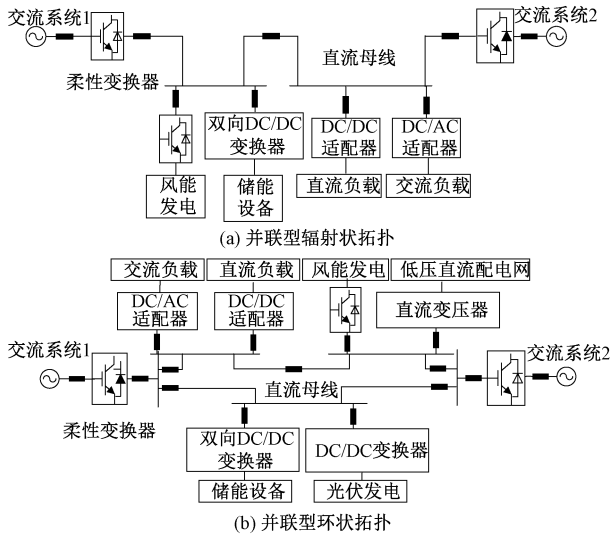 交流系统1
交流系统2
柔性变换器
直流母线
双向DC/DC
变换器
DC/DC
适配器
DC/AC
适配器
风能
发电
储能
设备
直流负载
交流负载
(a) 并联型辐射状拓扑
交流负载
直流负载
风能发电
低压直流配电网
DC/AC
适配器
DC/DC
适配器
直流变压器
交流系统1
交流系统2
直流母线
柔性变换器
双向DC/DC
变换器
DC/DC变换器
储能设备
光伏发电
(b) 并联型环状拓扑